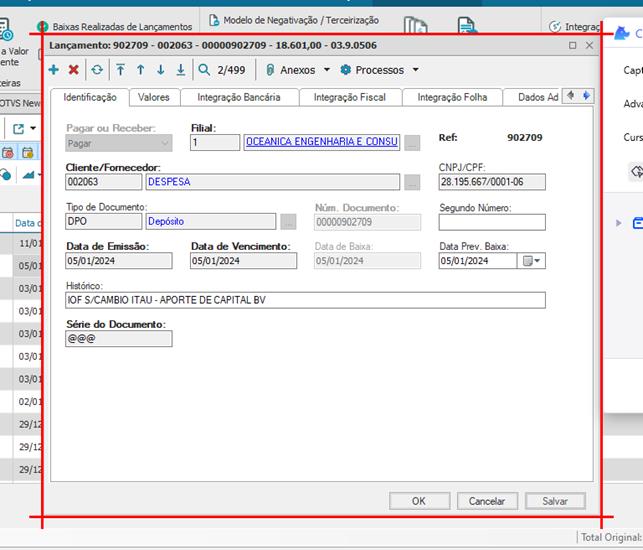 Baixas Realizadas de Lançamentos
Modelo de Negativação / Terceirização
Integraç
a Valor
ente
teiras
OTVS New
Data d
11/01
05/01
03/01
03/01
03/01
03/01
03/01
02/01
29/12
29/12
29/12
Lançamento: 902709 - 002063 - 00000902709 - 18.601,00 - 03.9.0506
2/499 Anexos Processos
Identificação Valores Integração Bancária Integração Fiscal Integração Folha Dados Ad
Pagar ou Receber: Filial:
Pagar 1 OCEANICA ENGENHARIA E CONSU ... Ref: 902709
Cliente/Fornecedor: CNPJ/CPF:
002063 DESPESA ... 28.195.667/0001-06
Tipo de Documento: Núm. Documento: Segundo Número:
DPO Depósito ... 00000902709
Data de Emissão: Data de Vencimento: Data de Baixa: Data Prev. Baixa:
05/01/2024 05/01/2024 05/01/2024 05/01/2024
Histórico:
IOF S/CAMBIO ITAU - APORTE DE CAPITAL BV
Série do Documento:
@@@
OK Cancelar Salvar
C
Capt
Adva
Curs
Total Original: